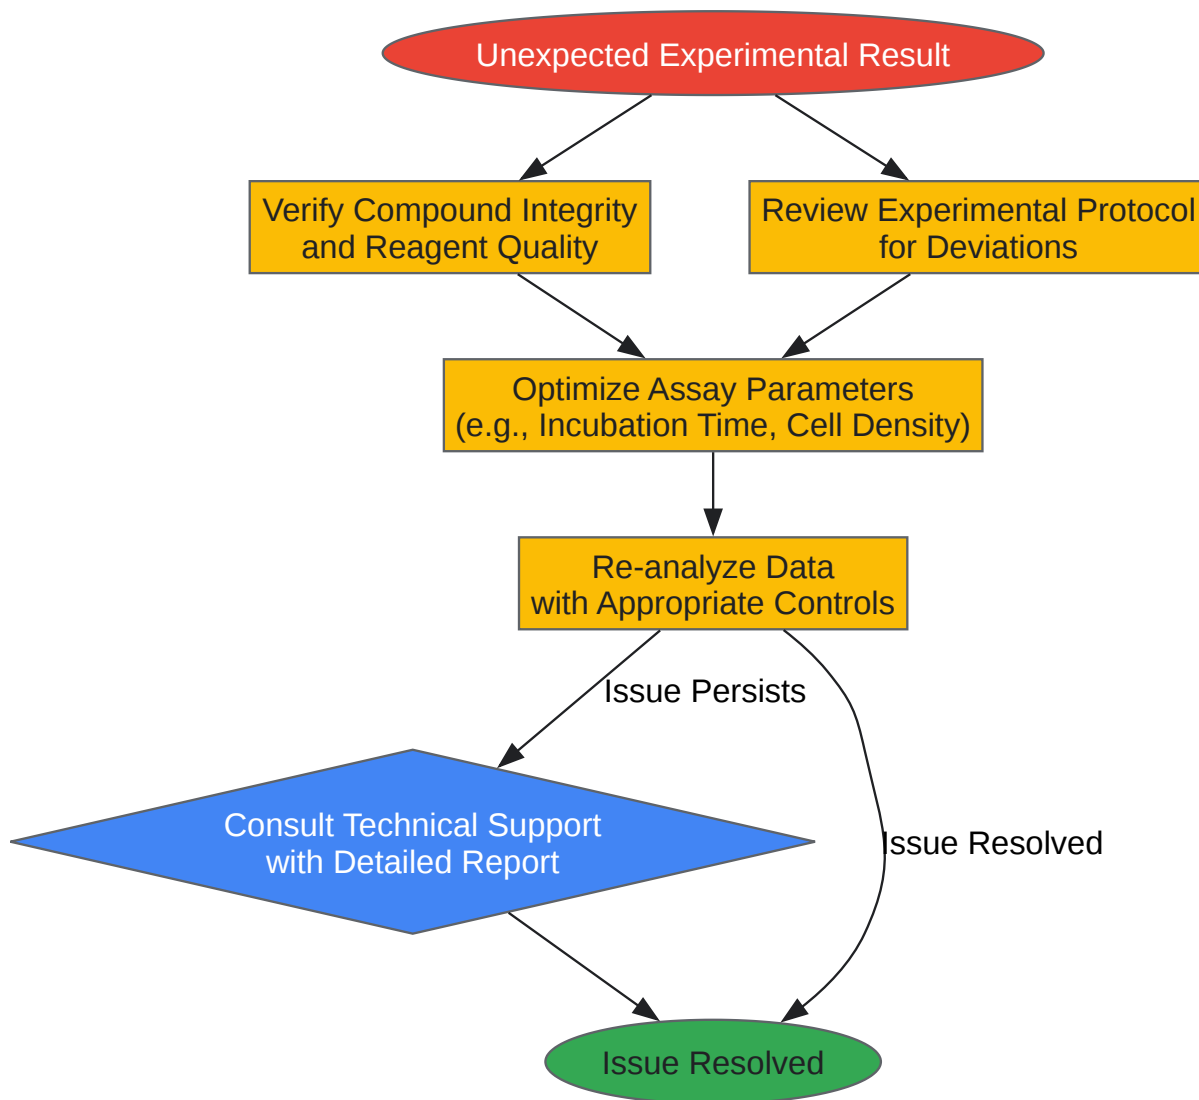 Unexpected Experimental Result
Verify Compound Integrity
and Reagent Quality
Review Experimental Protocol
for Deviations
Optimize Assay Parameters
(e.g., Incubation Time, Cell Density)
Re-analyze Data
with Appropriate Controls
Issue Persists
Consult Technical Support
with Detailed Report
Issue Resolved
Issue Resolved